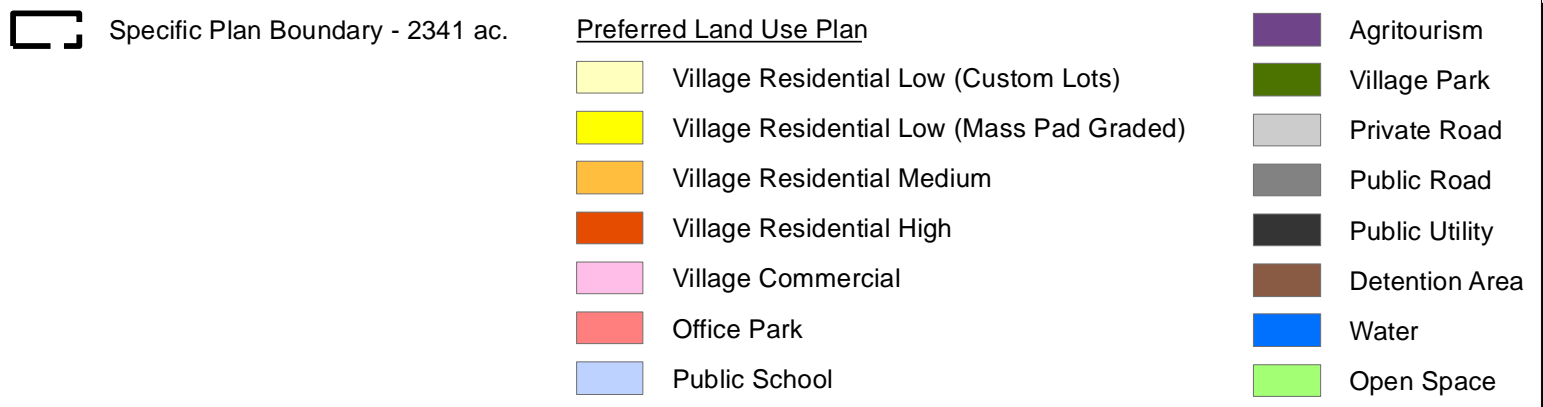 Specific Plan Boundary - 2341 ac.
Preferred Land Use Plan
Village Residential Low (Custom Lots)
Village Residential Low (Mass Pad Graded)
Village Residential Medium
Village Residential High
Village Commercial
Office Park
Public School
Agritourism
Village Park
Private Road
Public Road
Public Utility
Detention Area
Water
Open Space